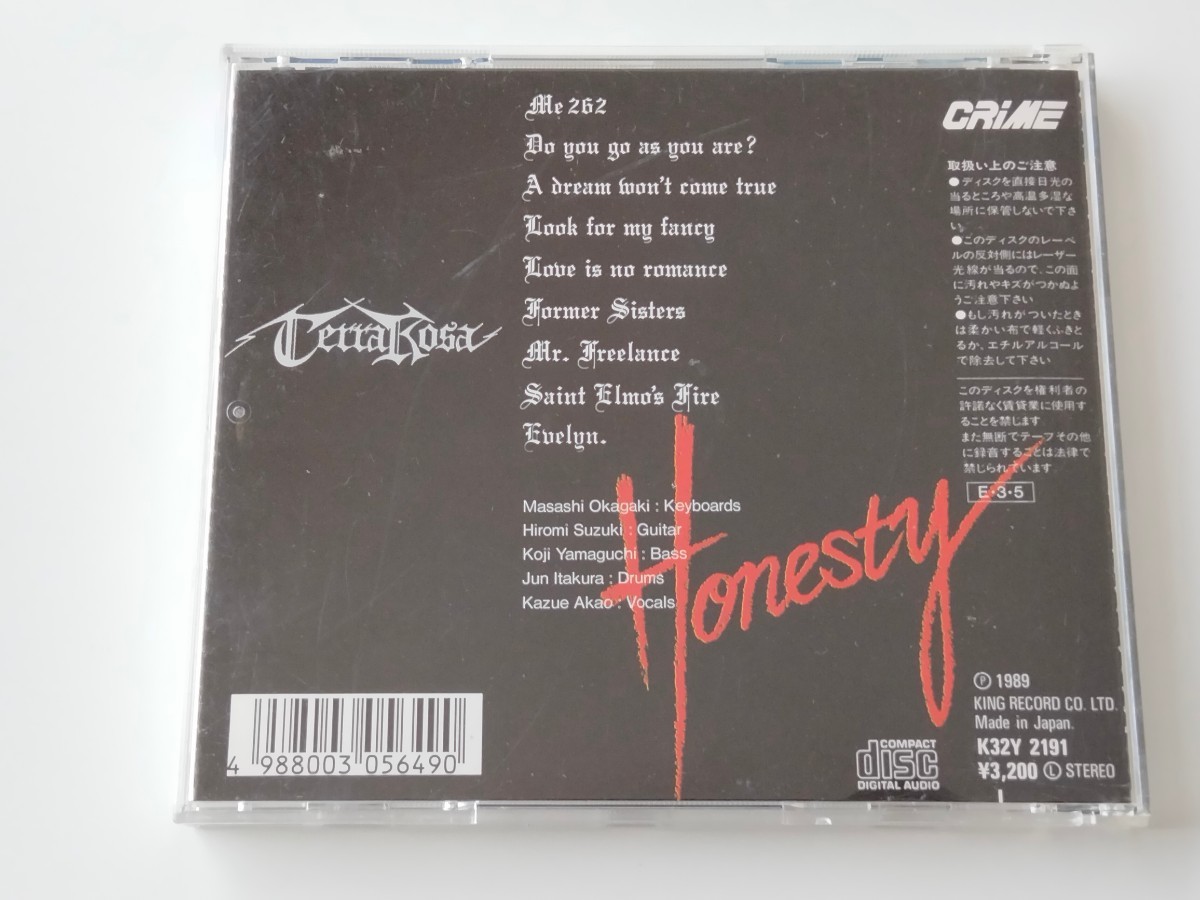 Me 262
Do you go as you are?
A dream won't come true
Look for my fancy
Love is no romance
Former Sisters
Mr. Freelance
Saint Elmo's Fire
Evelyn.
TerraRosa
Masashi Okagaki : Keyboards
Hiromi Suzuki : Guitar
Koji Yamaguchi : Bass
Jun Itakura : Drums
Kazue Akao : Vocals
Honesty
CRIME
取扱い上のご注意
●ディスクを直接日光の
当るところや高温多湿な
場所に保管しないで下さ
い。
●このディスクのレーベ
ルの反対側にはレーザー
光線が当るので、この面
に汚れやキズがつかぬよ
うご注意下さい
●もし汚れがついたとき
は柔かい布で軽くふきと
るか、エチルアルコール
で除去して下さい
このディスクを権利者の
許諾なく賃貸業に使用す
ることを禁じます
また無断でテープその他
に録音することは法律で
禁じられています
E・3・5
4 988003 056490
COMPACT
disc
DIGITAL AUDIO
Ⓟ 1989
KING RECORD CO. LTD.
Made in Japan.
K32Y 2191
¥3,200 Ⓛ STEREO